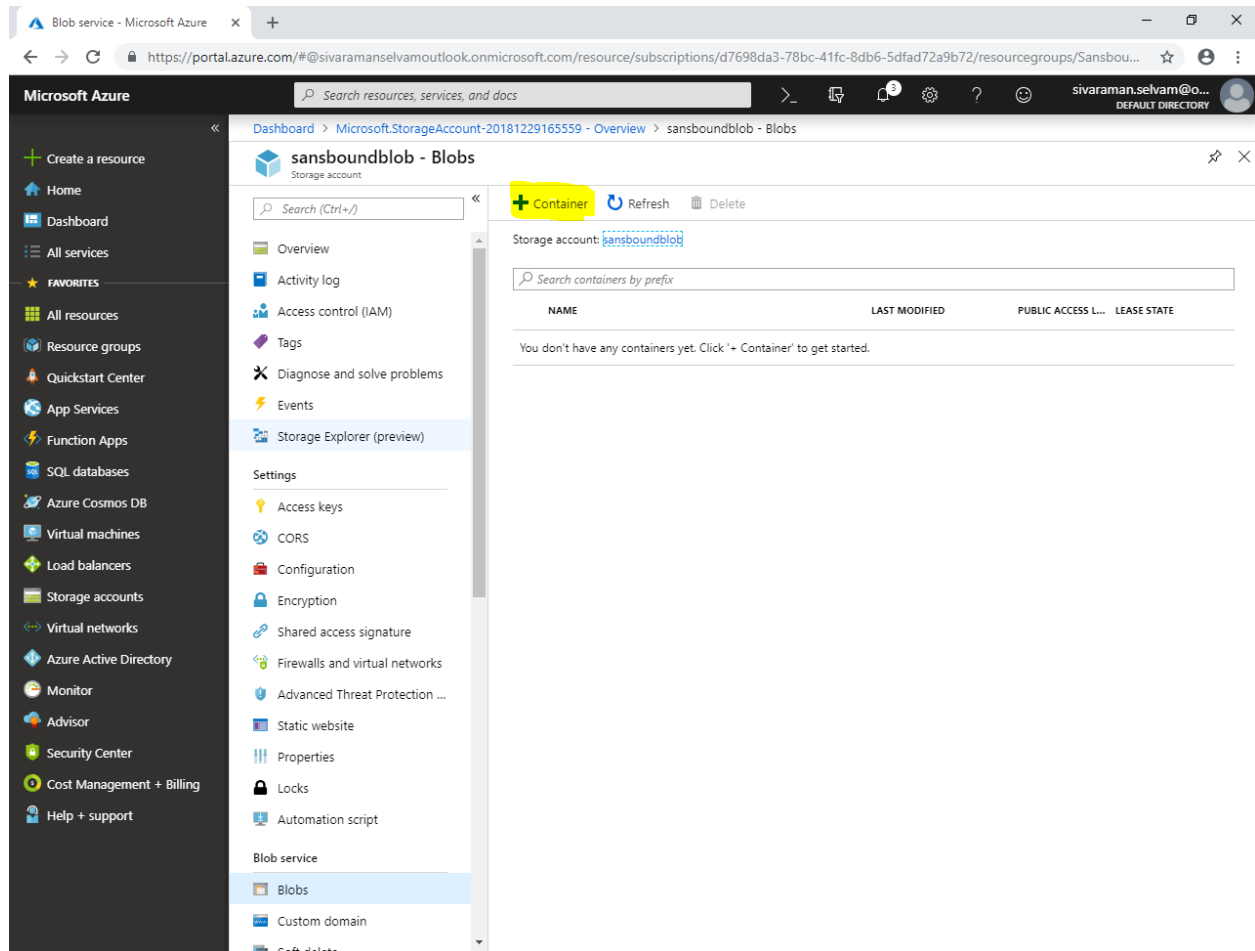 Blob service - Microsoft Azure
https://portal.azure.com/#@sivaramanselvamoutlook.onmicrosoft.com/resource/subscriptions/d7698da3-78bc-41fc-8db6-5dfad72a9b72/resourcegroups/Sansbou...
Microsoft Azure
Search resources, services, and docs
3
sivaraman.selvam@o...
DEFAULT DIRECTORY
Create a resource
Home
Dashboard
All services
FAVORITES
All resources
Resource groups
Quickstart Center
App Services
Function Apps
SQL databases
Azure Cosmos DB
Virtual machines
Load balancers
Storage accounts
Virtual networks
Azure Active Directory
Monitor
Advisor
Security Center
Cost Management + Billing
Help + support
Dashboard > Microsoft.StorageAccount-20181229165559 - Overview > sansboundblob - Blobs
sansboundblob - Blobs
Storage account
Search (Ctrl+/)
Overview
Activity log
Access control (IAM)
Tags
Diagnose and solve problems
Events
Storage Explorer (preview)
Settings
Access keys
CORS
Configuration
Encryption
Shared access signature
Firewalls and virtual networks
Advanced Threat Protection ...
Static website
Properties
Locks
Automation script
Blob service
Blobs
Custom domain
Soft delete
Container Refresh Delete
Storage account: sansboundblob
Search containers by prefix
NAME LAST MODIFIED PUBLIC ACCESS L... LEASE STATE
You don't have any containers yet. Click '+ Container' to get started.